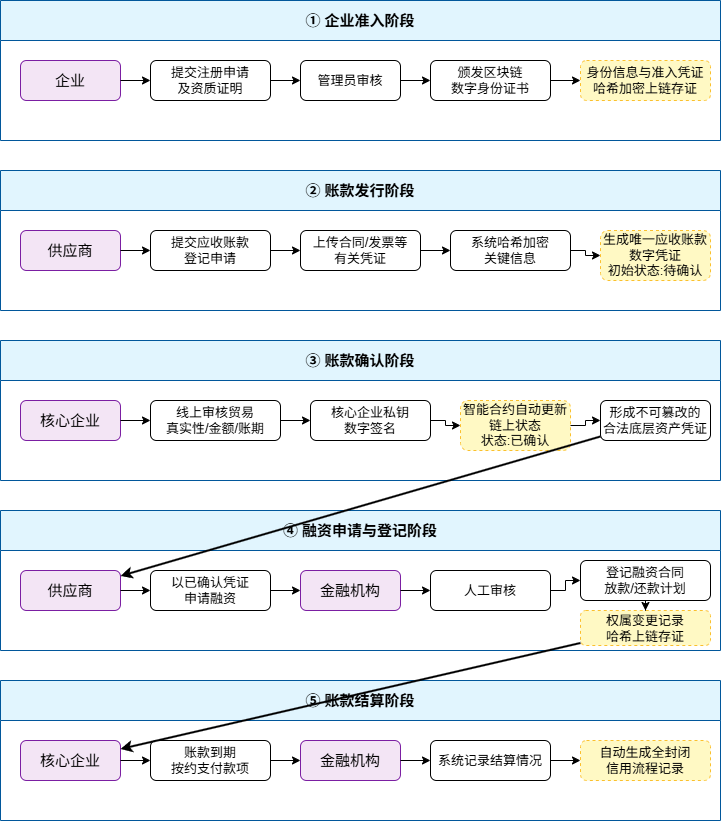 ① 企业准入阶段
企业
提交注册申请
及资质证明
管理员审核
颁发区块链
数字身份证书
身份信息与准入凭证
哈希加密上链存证
② 账款发行阶段
供应商
提交应收账款
登记申请
上传合同/发票等
有关凭证
系统哈希加密
关键信息
生成唯一应收账款
数字凭证
初始状态:待确认
③ 账款确认阶段
核心企业
线上审核贸易
真实性/金额/账期
核心企业私钥
数字签名
智能合约自动更新
链上状态
状态:已确认
形成不可篡改的
合法底层资产凭证
④ 融资申请与登记阶段
供应商
以已确认凭证
申请融资
金融机构
人工审核
登记融资合同
放款/还款计划
权属变更记录
哈希上链存证
⑤ 账款结算阶段
核心企业
账款到期
按约支付款项
金融机构
系统记录结算情况
自动生成全封闭
信用流程记录